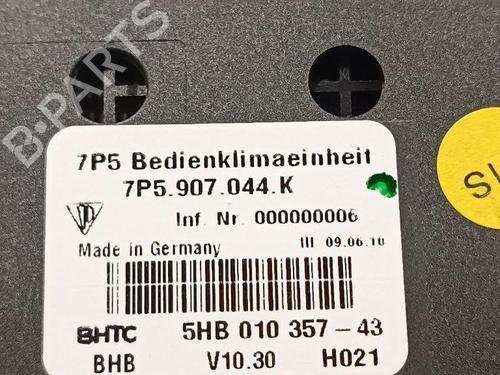 B-PARTS
7P5 Bedienklimaeinheit
7P5.907.044.K
Inf. Nr. 000000006
Made in Germany III 09.06.10
BHTC 5HB 010 357-43
BHB V10.30 H021